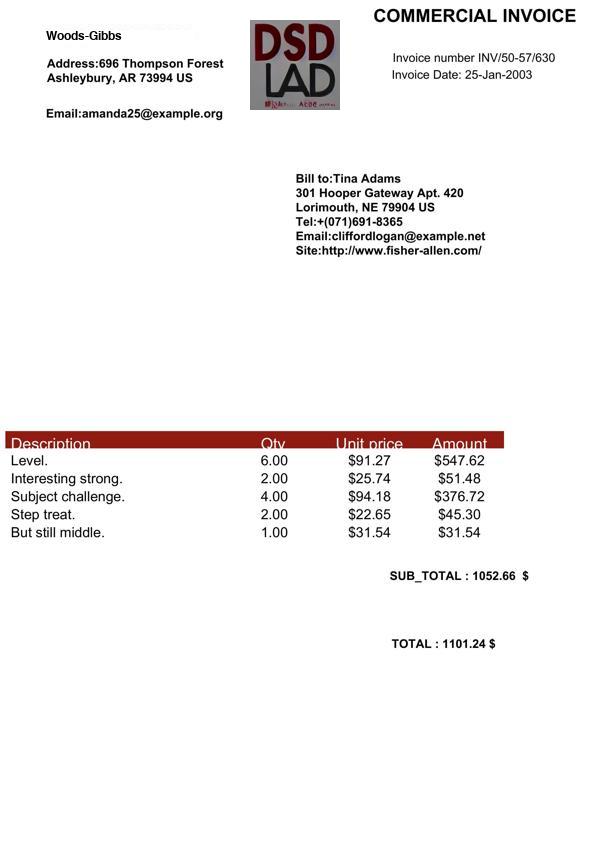 COMMERCIAL INVOICE
Woods-Gibbs
Address:696 Thompson Forest
Ashleybury, AR 73994 US
Email:amanda25@example.org
DSD
LAD
Invoice number INV/50-57/630
Invoice Date: 25-Jan-2003
Bill to:Tina Adams
301 Hooper Gateway Apt. 420
Lorimouth, NE 79904 US
Tel:+(071)691-8365
Email:cliffordlogan@example.net
Site:http://www.fisher-allen.com/
Description Qty Unit price Amount
Level. 6.00 $91.27 $547.62
Interesting strong. 2.00 $25.74 $51.48
Subject challenge. 4.00 $94.18 $376.72
Step treat. 2.00 $22.65 $45.30
But still middle. 1.00 $31.54 $31.54
SUB_TOTAL : 1052.66 $
TOTAL : 1101.24 $